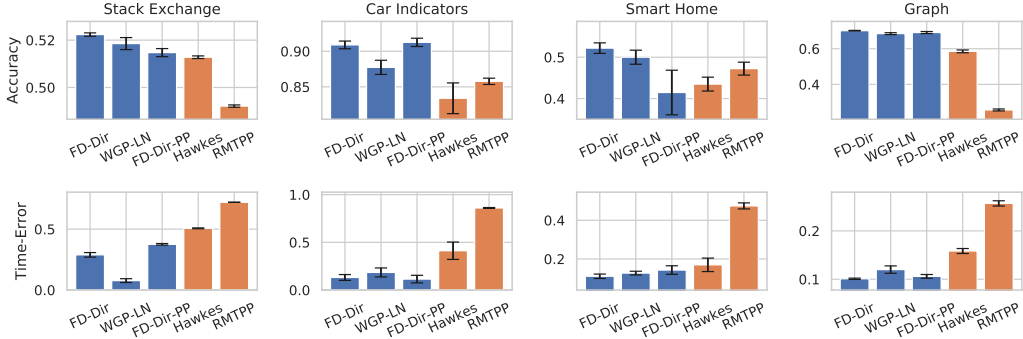 Stack Exchange
Car Indicators
Smart Home
Graph
Accuracy
0.52
0.50
0.90
0.85
0.5
0.4
0.6
0.4
FD-Dir
WGP-LN
FD-Dir-PP
Hawkes
RMTPP
FD-Dir
WGP-LN
FD-Dir-PP
Hawkes
RMTPP
FD-Dir
WGP-LN
FD-Dir-PP
Hawkes
RMTPP
FD-Dir
WGP-LN
FD-Dir-PP
Hawkes
RMTPP
Time-Error
0.5
0.0
1.0
0.5
0.0
0.4
0.2
0.2
0.1
FD-Dir
WGP-LN
FD-Dir-PP
Hawkes
RMTPP
FD-Dir
WGP-LN
FD-Dir-PP
Hawkes
RMTPP
FD-Dir
WGP-LN
FD-Dir-PP
Hawkes
RMTPP
FD-Dir
WGP-LN
FD-Dir-PP
Hawkes
RMTPP